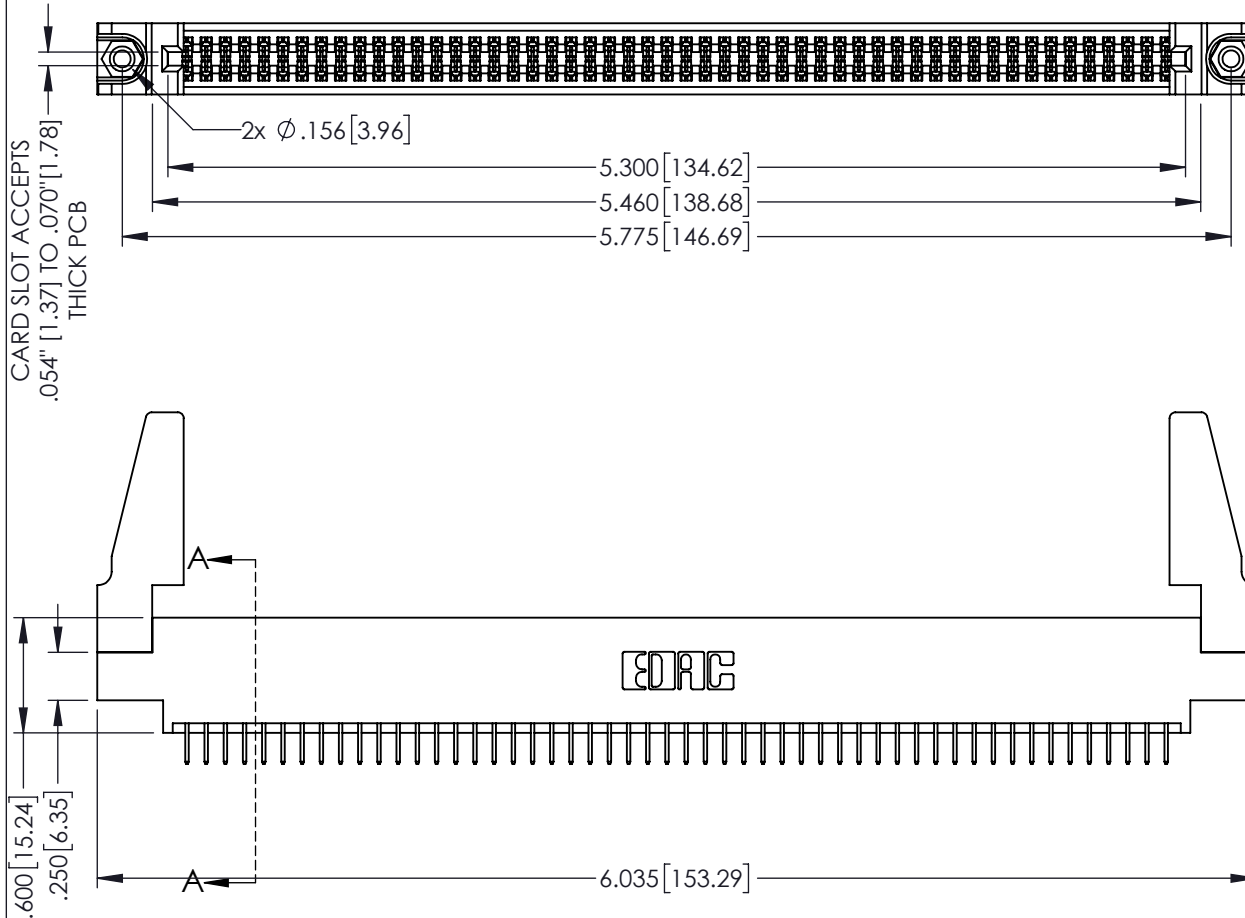 2x Ø .156[3.96]
5.300[134.62]
5.460[138.68]
5.775[146.69]
CARD SLOT ACCEPTS
.054" [1.37] TO .070"[1.78]
THICK PCB
A
EDAC
A
.600[15.24]
.250[6.35]
6.035[153.29]